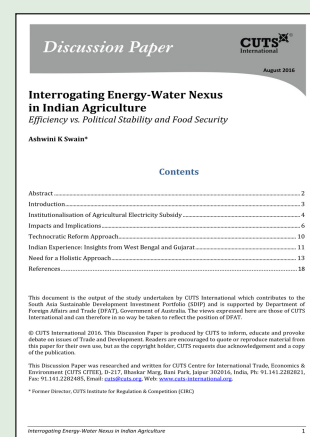 Discussion Paper
CUTS®
International
August 2016
Interrogating Energy-Water Nexus
in Indian Agriculture
Efficiency vs. Political Stability and Food Security
Ashwini K Swain*
Contents
Abstract ........ 2
Introduction ........ 3
Institutionalisation of Agricultural Electricity Subsidy ........ 4
Impacts and Implications ........ 6
Technocratic Reform Approach ........ 10
Indian Experience: Insights from West Bengal and Gujarat ........ 11
Need for a Holistic Approach ........ 13
References ........ 18
This document is the output of the study undertaken by CUTS International which contributes to the
South Asia Sustainable Development Investment Portfolio (SDIP) and is supported by Department of
Foreign Affairs and Trade (DFAT), Government of Australia. The views expressed here are those of CUTS
International and can therefore in no way be taken to reflect the position of DFAT.
© CUTS International 2016. This Discussion Paper is produced by CUTS to inform, educate and provoke
debate on issues of Trade and Development. Readers are encouraged to quote or reproduce material from
this paper for their own use, but as the copyright holder, CUTS requests due acknowledgement and a copy
of the publication.
This Discussion Paper was researched and written for CUTS Centre for International Trade, Economics &
Environment (CUTS CITEE), D-217, Bhaskar Marg, Bani Park, Jaipur 302016, India, Ph: 91.141.2282821,
Fax: 91.141.2282485, Email: cuts@cuts.org, Web: www.cuts-international.org.
* Former Director, CUTS Institute for Regulation & Competition (CIRC)
Interrogating Energy-Water Nexus in Indian Agriculture 1